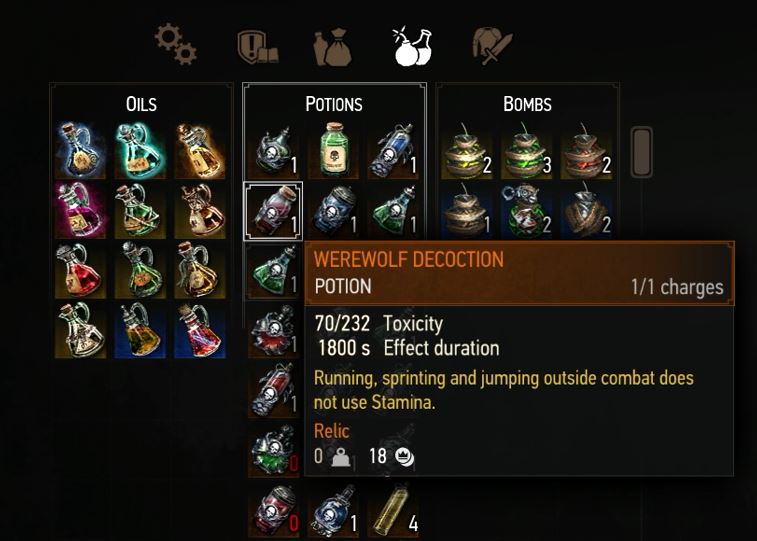 OILS
POTIONS
BOMBS
1
1
2
3
2
1
1
1
1
2
2
1
WEREWOLF DECOCTION
POTION
1/1 charges
70/232 Toxicity
1800 s Effect duration
Running, sprinting and jumping outside combat does
not use Stamina.
Relic
0
18
1
1
0
0
1
4